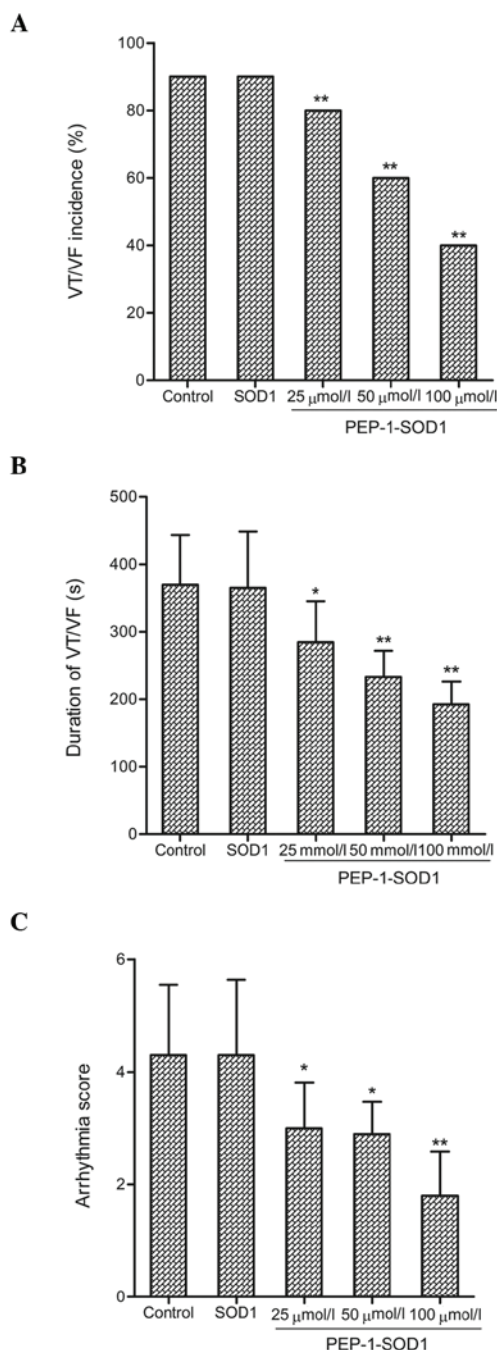 A
VT/VF incidence (%)
100
80
60
40
20
0
**
**
**
Control SOD1 25 μmol/l 50 μmol/l 100 μmol/l
PEP-1-SOD1
B
Duration of VT/VF (s)
500
400
300
200
100
0
*
**
**
Control SOD1 25 mmol/l 50 mmol/l 100 mmol/l
PEP-1-SOD1
C
Arrhythmia score
6
4
2
0
*
*
**
Control SOD1 25 μmol/l 50 μmol/l 100 μmol/l
PEP-1-SOD1